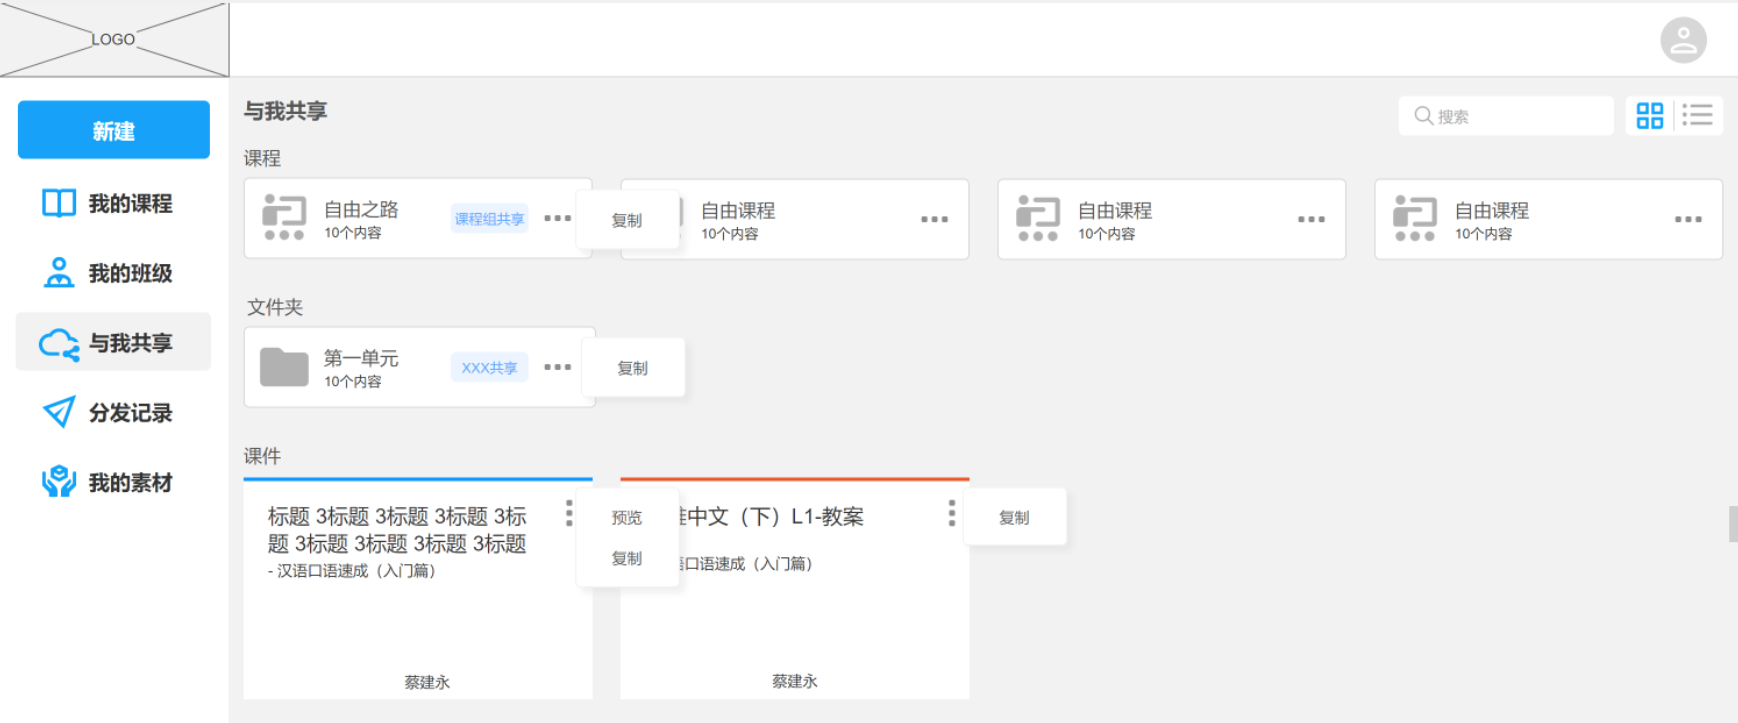 LOGO
新建
我的课程
我的班级
与我共享
分发记录
我的素材
与我共享
搜索
课程
自由之路
10个内容
课程组共享
复制
自由课程
10个内容
自由课程
10个内容
自由课程
10个内容
文件夹
第一单元
10个内容
XXX共享
复制
课件
标题 3标题 3标题 3标题 3标
题 3标题 3标题 3标题 3标题
- 汉语口语速成（入门篇）
蔡建永
预览
复制
中文（下）L1-教案
口语速成（入门篇）
蔡建永
复制